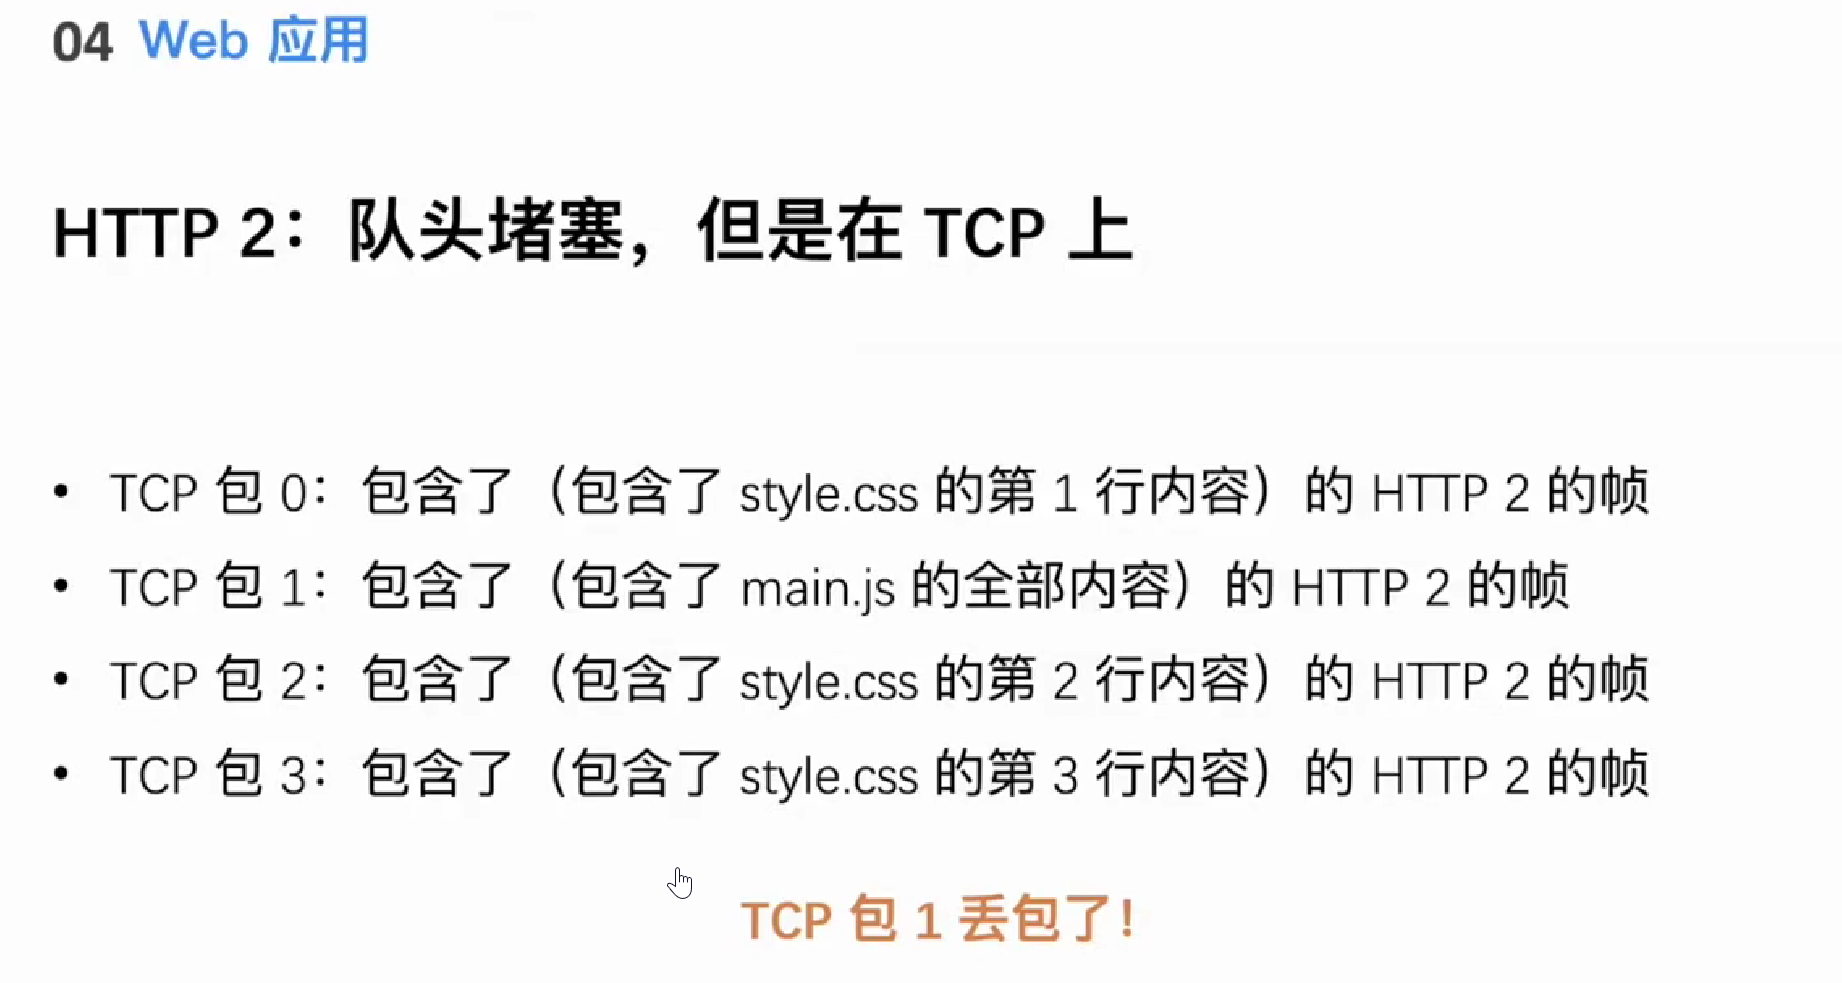 04 Web 应用
HTTP 2：队头堵塞，但是在 TCP 上
• TCP 包 0：包含了（包含了 style.css 的第 1 行内容）的 HTTP 2 的帧
• TCP 包 1：包含了（包含了 main.js 的全部内容）的 HTTP 2 的帧
• TCP 包 2：包含了（包含了 style.css 的第 2 行内容）的 HTTP 2 的帧
• TCP 包 3：包含了（包含了 style.css 的第 3 行内容）的 HTTP 2 的帧
TCP 包 1 丢包了！